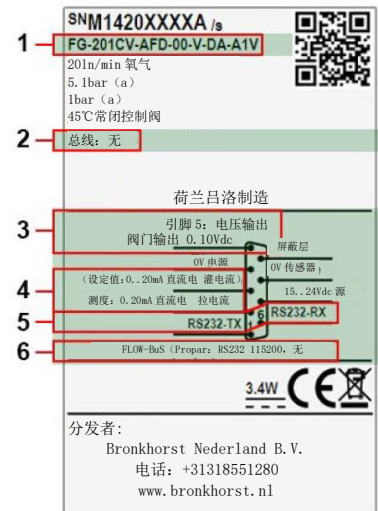 SNM1420XXXXA /s
1
FG-201CV-AFD-00-V-DA-A1V
20ln/min 氧气
5.1bar (a)
1bar (a)
45℃常闭控制阀
2
总线: 无
荷兰吕洛制造
3
引脚 5: 电压输出
阀门输出 0.10Vdc
屏蔽层
0V 电源
0V 传感器
4
(设定值:0..20mA 直流电 灌电流)
15..24Vdc 源
测度: 0.20mA 直流电 拉电流
5
6
RS232-RX
RS232-TX
1
6
FLOW-BuS (Propar: RS232 115200, 无
3.4W
CE
分发者:
Bronkhorst Nederland B.V.
电话: +31318551280
www.bronkhorst.nl